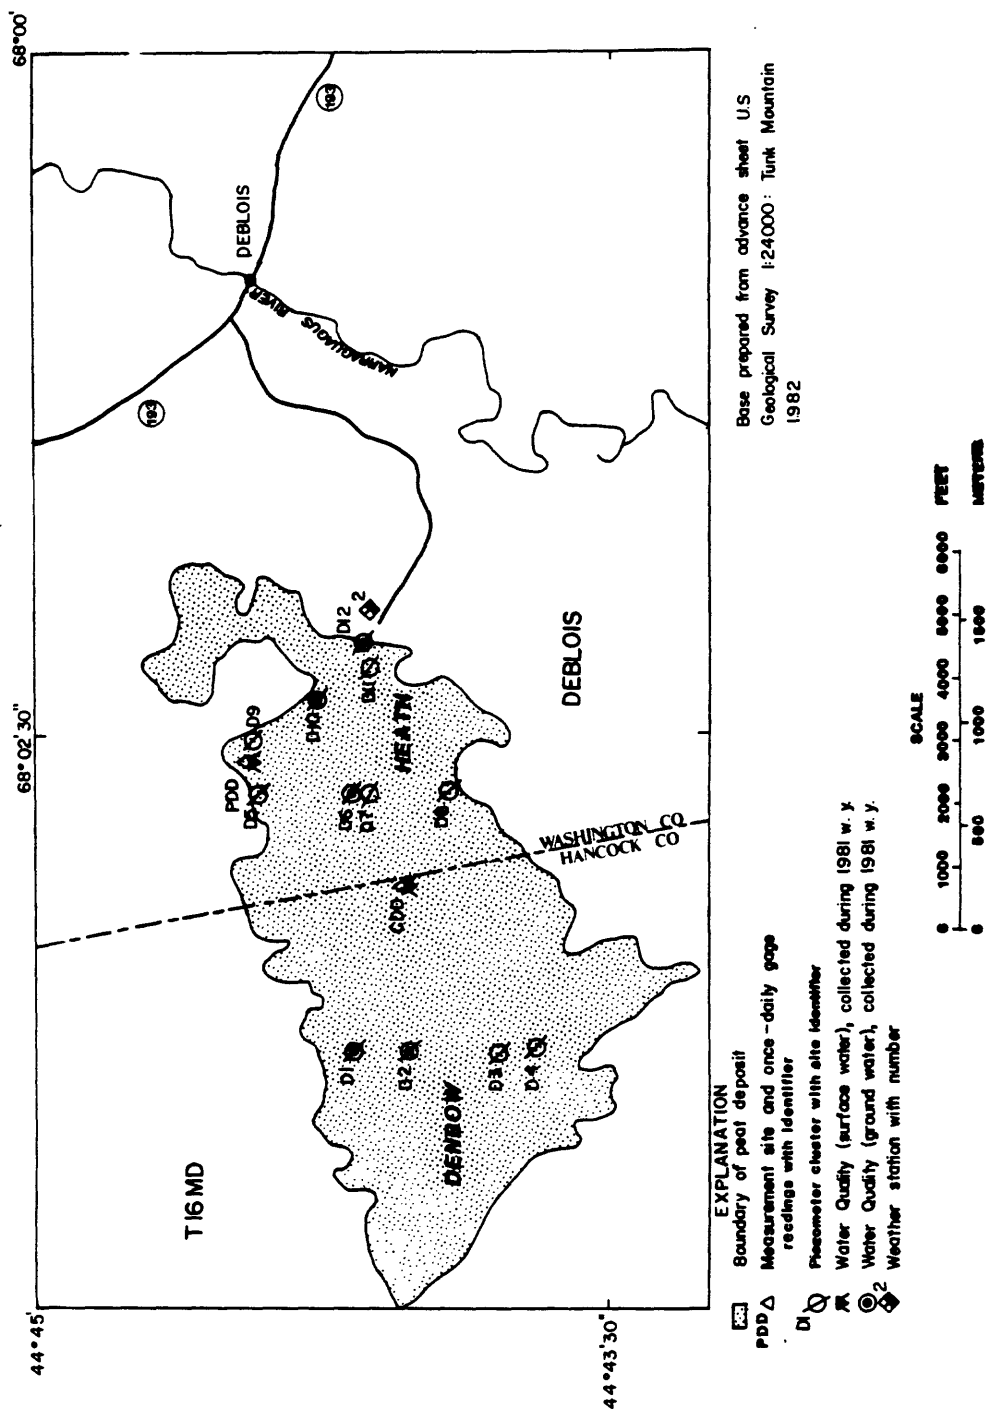 44°45'
68°02'30"
68°00'
T16 MD
193
193
DEBLOIS
NARRAGUAGUS RIVER
PDD
D5
D9
D10
D12
2
D11
D6
D7
D8
HEATH
CDD
D1
D2
D3
D4
DENBOW
WASHINGTON CO
HANCOCK CO
DEBLOIS
44°43'30"
EXPLANATION
Boundary of peat deposit
PDD Measurement site and once-daily gage
readings with identifier
D1 Piezometer cluster with site identifier
Water Quality (surface water), collected during 1981 w. y.
Water Quality (ground water), collected during 1981 w. y.
2 Weather station with number
Base prepared from advance sheet U.S
Geological Survey 1:24000: Tunk Mountain
1982
SCALE
0 1000 2000 3000 4000 5000 6000 FEET
0 500 1000 1500 METERS